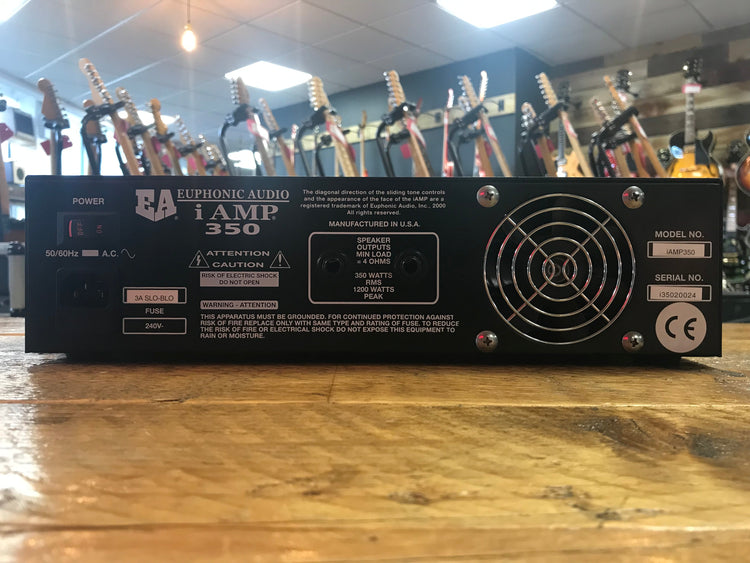 POWER
OFF
ON
50/60Hz A.C.
3A SLO-BLO
FUSE
240V-
EA
EUPHONIC AUDIO
i AMP®
350
ATTENTION
CAUTION
RISK OF ELECTRIC SHOCK
DO NOT OPEN
WARNING - ATTENTION
THIS APPARATUS MUST BE GROUNDED. FOR CONTINUED PROTECTION AGAINST
RISK OF FIRE REPLACE ONLY WITH SAME TYPE AND RATING OF FUSE. TO REDUCE
THE RISK OF FIRE OR ELECTRICAL SHOCK DO NOT EXPOSE THIS EQUIPMENT TO
RAIN OR MOISTURE.
The diagonal direction of the sliding tone controls
and the appearance of the face of the iAMP are a
registered trademark of Euphonic Audio, Inc., 2000
All rights reserved.
MANUFACTURED IN U.S.A.
SPEAKER
OUTPUTS
MIN LOAD
= 4 OHMS
350 WATTS
RMS
1200 WATTS
PEAK
MODEL NO.
iAMP350
SERIAL NO.
i35020024
CE